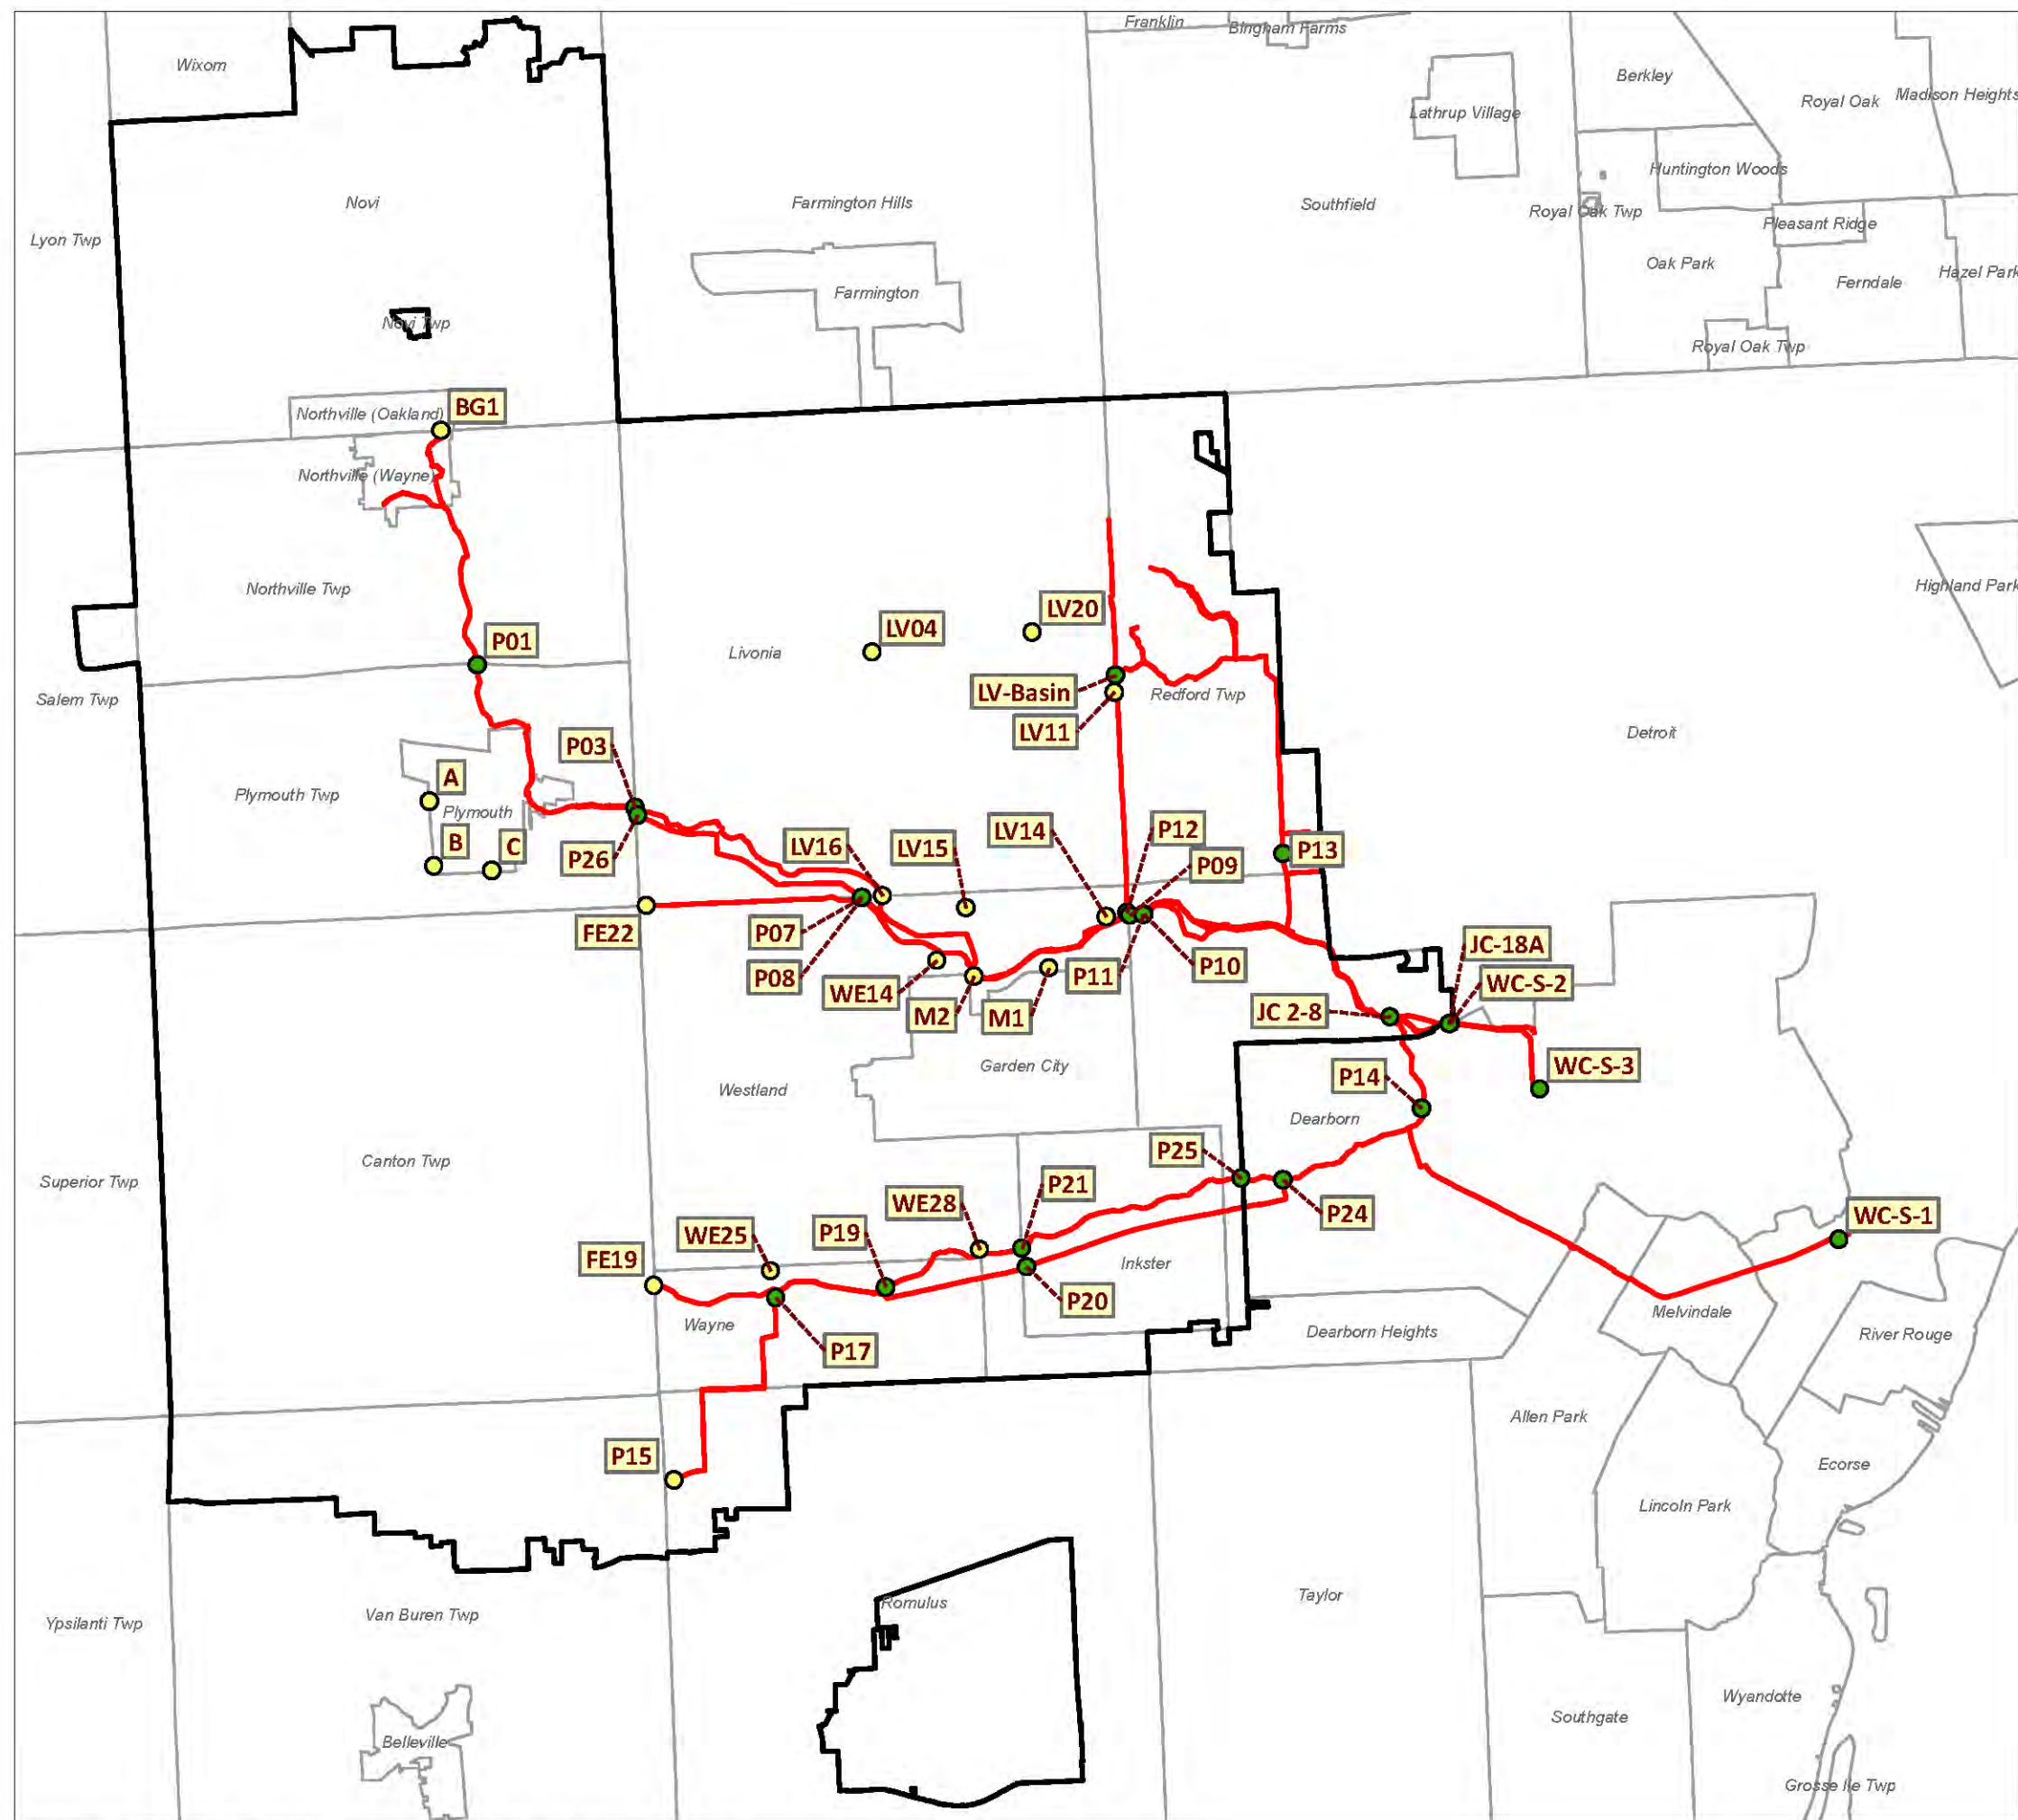 Franklin
Bingham Farms
Wixom
Berkley
Royal Oak
Madison Heights
Lathrup Village
Huntington Woods
Novi
Farmington Hills
Southfield
Royal Oak Twp
Pleasant Ridge
Lyon Twp
Oak Park
Hazel Park
Ferndale
Farmington
Novi Twp
Royal Oak Twp
Northville (Oakland)
BG1
Northville (Wayne)
Northville Twp
Highland Park
LV20
LV04
P01
Livonia
LV-Basin
Redford Twp
Salem Twp
LV11
Detroit
P03
A
Plymouth Twp
Plymouth
LV14
P12
B
C
P26
LV16
LV15
P13
P09
FE22
P07
JC-18A
P08
P11
P10
WC-S-2
WE14
M2
M1
JC 2-8
Garden City
WC-S-3
P14
Westland
Dearborn
P25
Canton Twp
Superior Twp
P21
WE28
P24
WC-S-1
WE25
P19
FE19
Inkster
P20
Wayne
Melvindale
P17
Dearborn Heights
River Rouge
Allen Park
P15
Ecorse
Lincoln Park
Romulus
Taylor
Van Buren Twp
Ypsilanti Twp
Wyandotte
Southgate
Belleville
Grosse Ile Twp